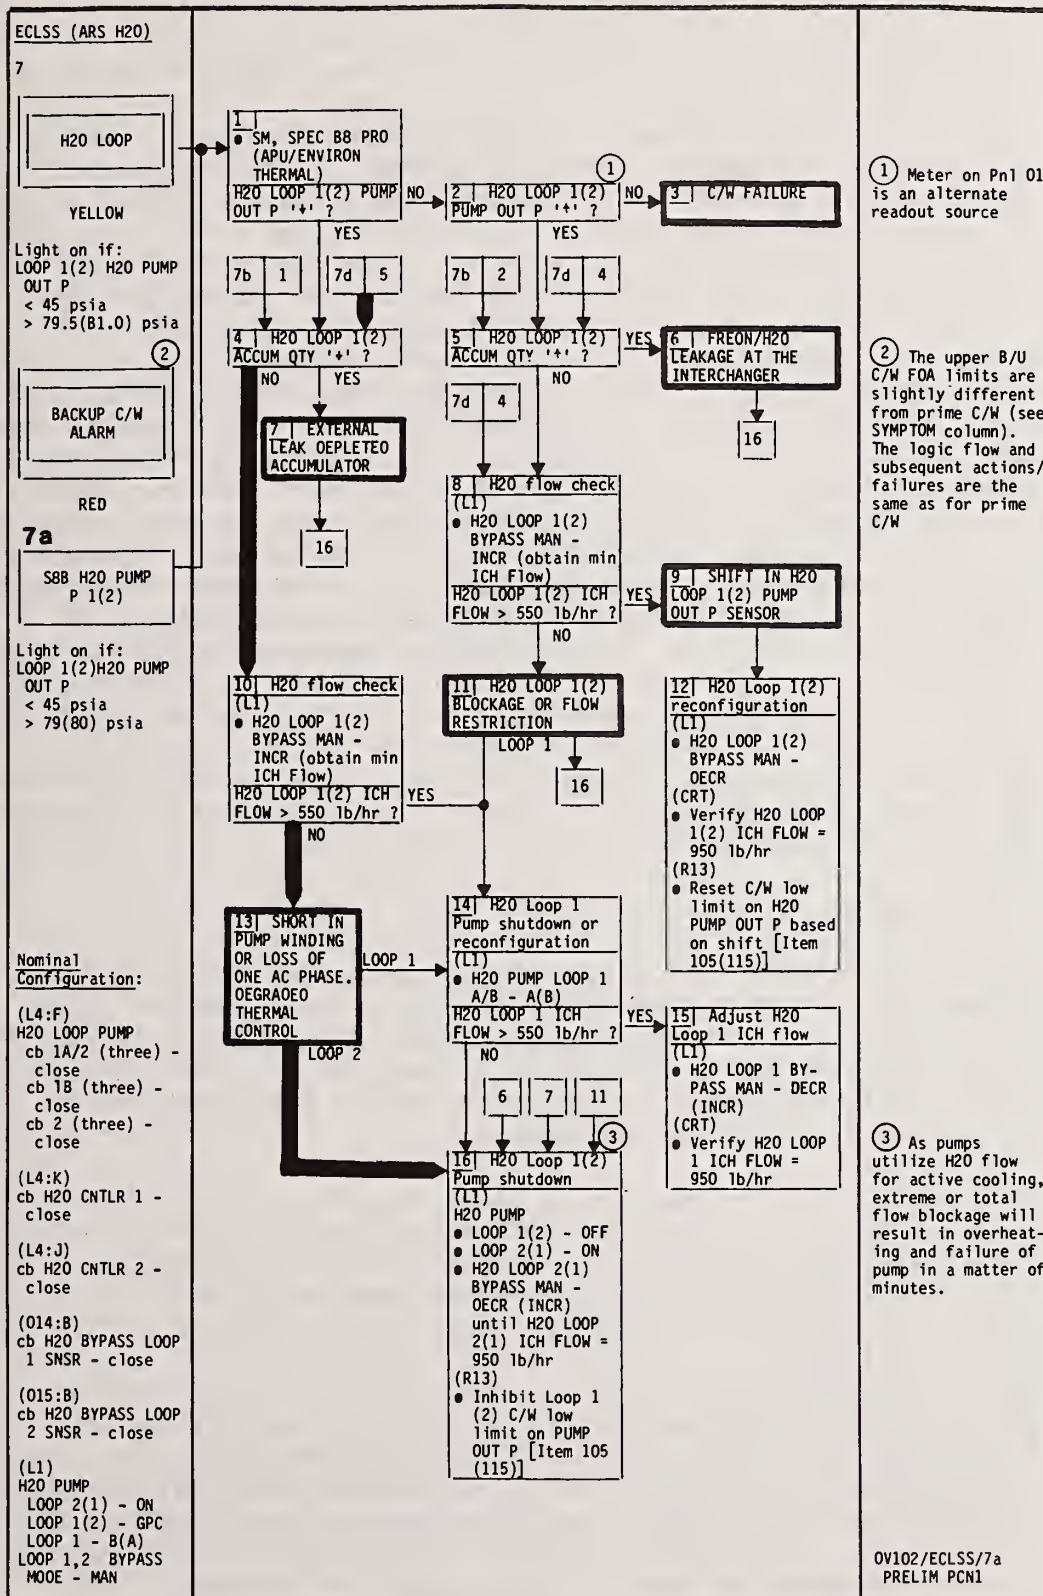 ECLSS (ARS H2O)
7
H2O LOOP
YELLOW
Light on if:
LOOP 1(2) H2O PUMP
OUT P
< 45 psia
> 79.5(B1.0) psia
2
BACKUP C/W
ALARM
RED
7a
S8B H2O PUMP
P 1(2)
Light on if:
LOOP 1(2)H2O PUMP
OUT P
< 45 psia
> 79(80) psia
Nominal
Configuration:
(L4:F)
H2O LOOP PUMP
cb 1A/2 (three) -
close
cb 1B (three) -
close
cb 2 (three) -
close
(L4:K)
cb H2O CNTLR 1 -
close
(L4:J)
cb H2O CNTLR 2 -
close
(O14:B)
cb H2O BYPASS LOOP
1 SNSR - close
(O15:B)
cb H2O BYPASS LOOP
2 SNSR - close
(L1)
H2O PUMP
LOOP 2(1) - ON
LOOP 1(2) - GPC
LOOP 1 - B(A)
LOOP 1,2 BYPASS
MOOE - MAN
1
● SM, SPEC B8 PRO
(APU/ENVIRON
THERMAL)
H2O LOOP 1(2) PUMP
OUT P '↓' ?
NO
YES
1
2 H2O LOOP 1(2)
PUMP OUT P '↑' ?
NO
YES
3 C/W FAILURE
7b 1
7d 5
7b 2
7d 4
4 H2O LOOP 1(2)
ACCUM QTY '↓' ?
NO
YES
5 H2O LOOP 1(2)
ACCUM QTY '↑' ?
YES
NO
6 FREON/H2O
LEAKAGE AT THE
INTERCHANGER
16
7 EXTERNAL
LEAK OEPLETEO
ACCUMULATOR
16
7d 4
8 H2O flow check
(L1)
● H2O LOOP 1(2)
BYPASS MAN -
INCR (obtain min
ICH Flow)
H2O LOOP 1(2) ICH
FLOW > 550 lb/hr ?
YES
NO
9 SHIFT IN H2O
LOOP 1(2) PUMP
OUT P SENSOR
10 H2O flow check
(L1)
● H2O LOOP 1(2)
BYPASS MAN -
INCR (obtain min
ICH Flow)
H2O LOOP 1(2) ICH
FLOW > 550 lb/hr ?
YES
NO
11 H2O LOOP 1(2)
BLOCKAGE OR FLOW
RESTRICTION
LOOP 1
16
12 H2O Loop 1(2)
reconfiguration
(L1)
● H2O LOOP 1(2)
BYPASS MAN -
OECR
(CRT)
● Verify H2O LOOP
1(2) ICH FLOW =
950 lb/hr
(R13)
● Reset C/W low
limit on H2O
PUMP OUT P based
on shift [Item
105(115)]
13 SHORT IN
PUMP WINDING
OR LOSS OF
ONE AC PHASE.
OEGRAOEO
THERMAL
CONTROL
LOOP 1
LOOP 2
14 H2O Loop 1
Pump shutdown or
reconfiguration
(L1)
● H2O PUMP LOOP 1
A/B - A(B)
H2O LOOP 1 ICH
FLOW > 550 lb/hr ?
YES
NO
15 Adjust H2O
Loop 1 ICH flow
(L1)
● H2O LOOP 1 BY-
PASS MAN - DECR
(INCR)
(CRT)
● Verify H2O LOOP
1 ICH FLOW =
950 lb/hr
6 7 11
3
16 H2O Loop 1(2)
Pump shutdown
(L1)
H2O PUMP
● LOOP 1(2) - OFF
● LOOP 2(1) - ON
● H2O LOOP 2(1)
BYPASS MAN -
OECR (INCR)
until H2O LOOP
2(1) ICH FLOW =
950 lb/hr
(R13)
● Inhibit Loop 1
(2) C/W low
limit on PUMP
OUT P [Item 105
(115)]
1 Meter on Pnl O1
is an alternate
readout source
2 The upper B/U
C/W FOA limits are
slightly different
from prime C/W (see
SYMPTOM column).
The logic flow and
subsequent actions/
failures are the
same as for prime
C/W
3 As pumps
utilize H2O flow
for active cooling,
extreme or total
flow blockage will
result in overheat-
ing and failure of
pump in a matter of
minutes.
OV102/ECLSS/7a
PRELIM PCN1